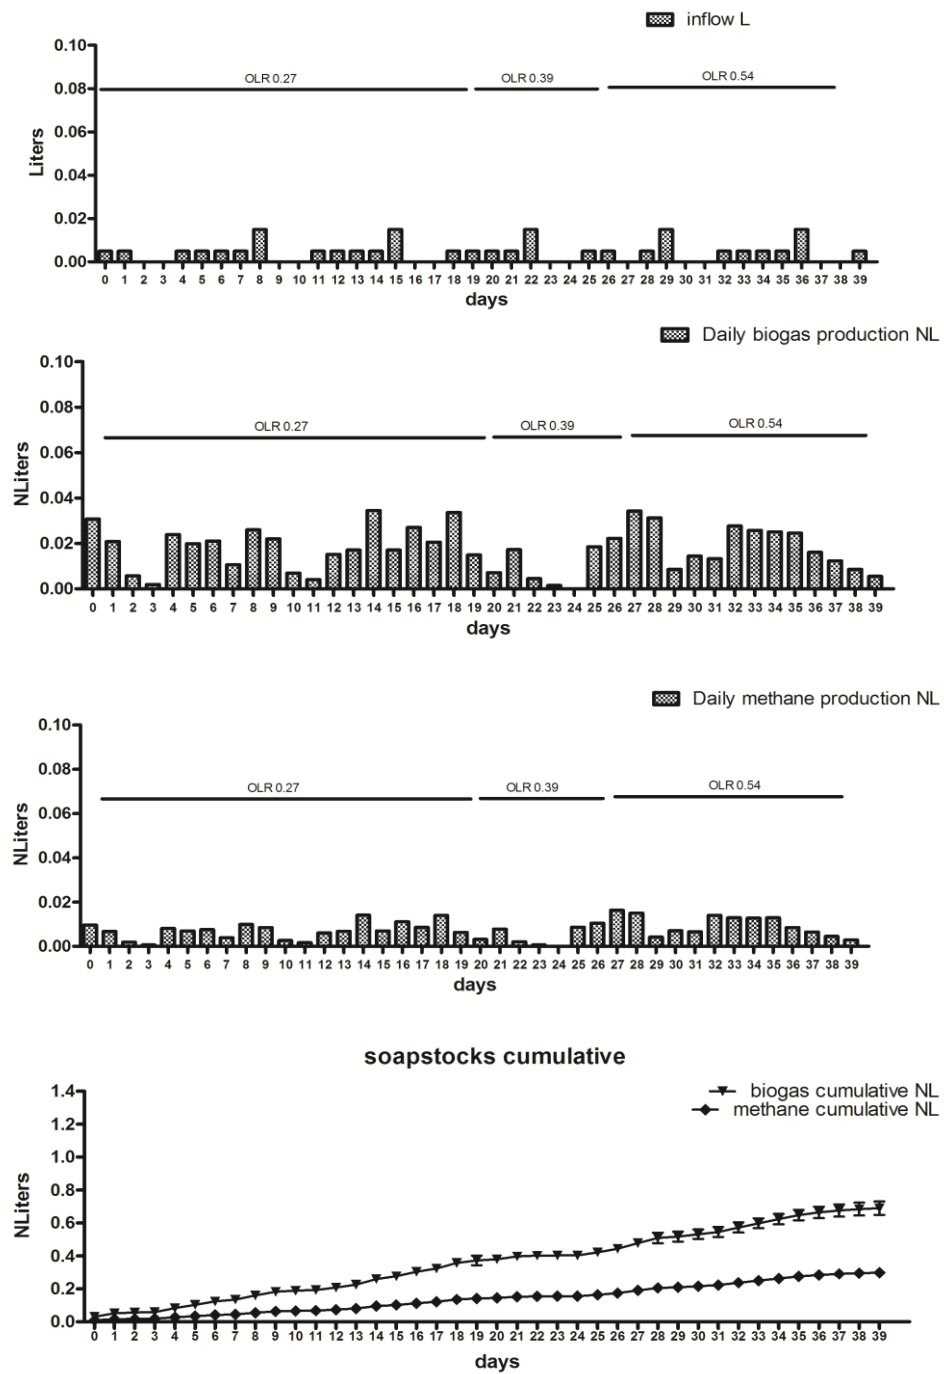 inflow L
0.10
OLR 0.27 OLR 0.39 OLR 0.54
0.08
0.06
Liters
0.04
0.02
0.00
0 1 2 3 4 5 6 7 8 9 10 11 12 13 14 15 16 17 18 19 20 21 22 23 24 25 26 27 28 29 30 31 32 33 34 35 36 37 38 39
days
Daily biogas production NL
0.10
0.08
OLR 0.27 OLR 0.39 OLR 0.54
0.06
NLiters
0.04
0.02
0.00
0 1 2 3 4 5 6 7 8 9 10 11 12 13 14 15 16 17 18 19 20 21 22 23 24 25 26 27 28 29 30 31 32 33 34 35 36 37 38 39
days
Daily methane production NL
0.10
0.08
OLR 0.27 OLR 0.39 OLR 0.54
0.06
NLiters
0.04
0.02
0.00
0 1 2 3 4 5 6 7 8 9 10 11 12 13 14 15 16 17 18 19 20 21 22 23 24 25 26 27 28 29 30 31 32 33 34 35 36 37 38 39
days
soapstocks cumulative
biogas cumulative NL
methane cumulative NL
1.4
1.2
1.0
0.8
NLiters
0.6
0.4
0.2
0.0
0 1 2 3 4 5 6 7 8 9 10 11 12 13 14 15 16 17 18 19 20 21 22 23 24 25 26 27 28 29 30 31 32 33 34 35 36 37 38 39
days